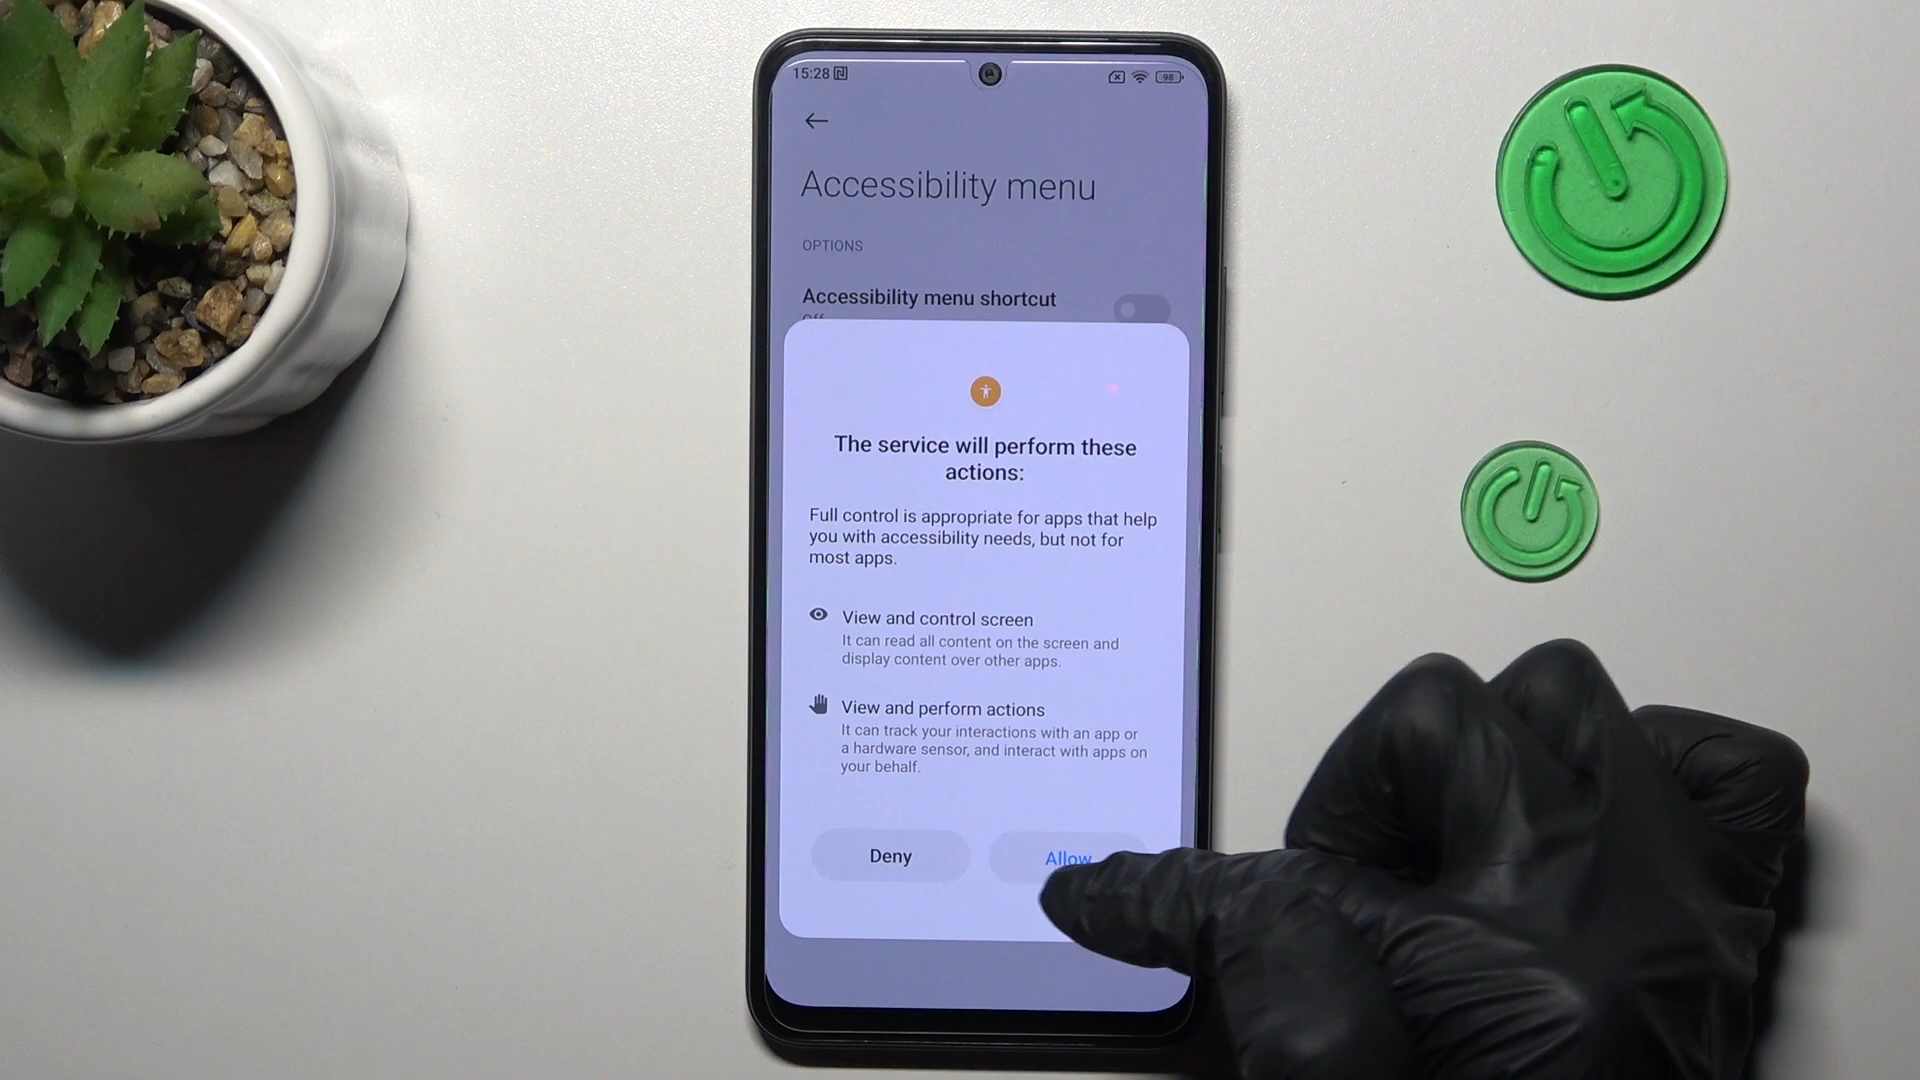 15:28
98
Accessibility menu
OPTIONS
Accessibility menu shortcut
Off
The service will perform these
actions:
Full control is appropriate for apps that help
you with accessibility needs, but not for
most apps.
View and control screen
It can read all content on the screen and
display content over other apps.
View and perform actions
It can track your interactions with an app or
a hardware sensor, and interact with apps on
your behalf.
Deny
Allow